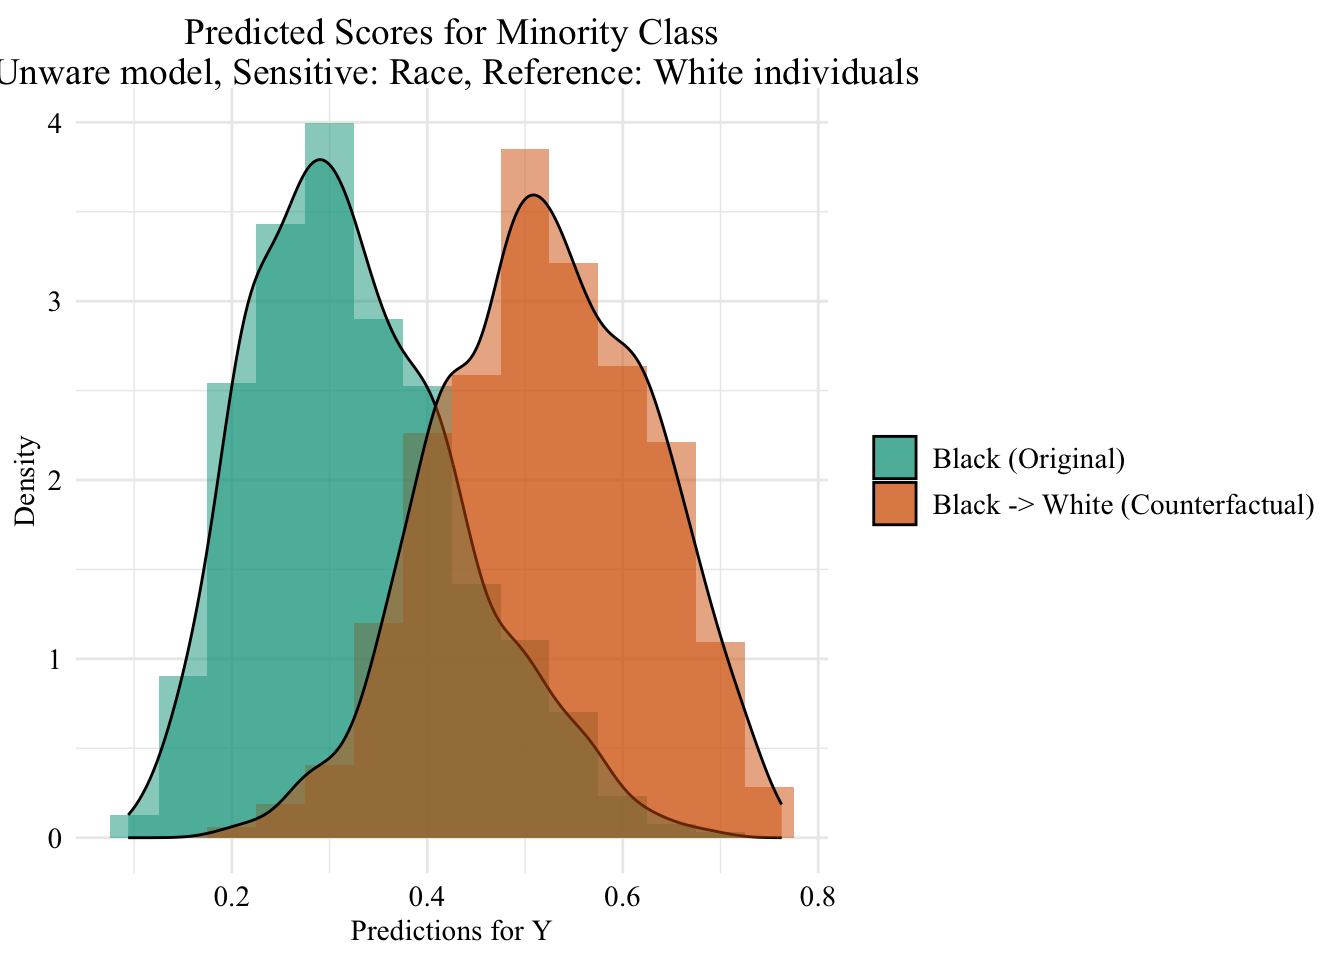 Predicted Scores for Minority Class
Unware model, Sensitive: Race, Reference: White individuals
4
3
2
1
0
Density
0.2
0.4
0.6
0.8
Predictions for Y
Black (Original)
Black -> White (Counterfactual)